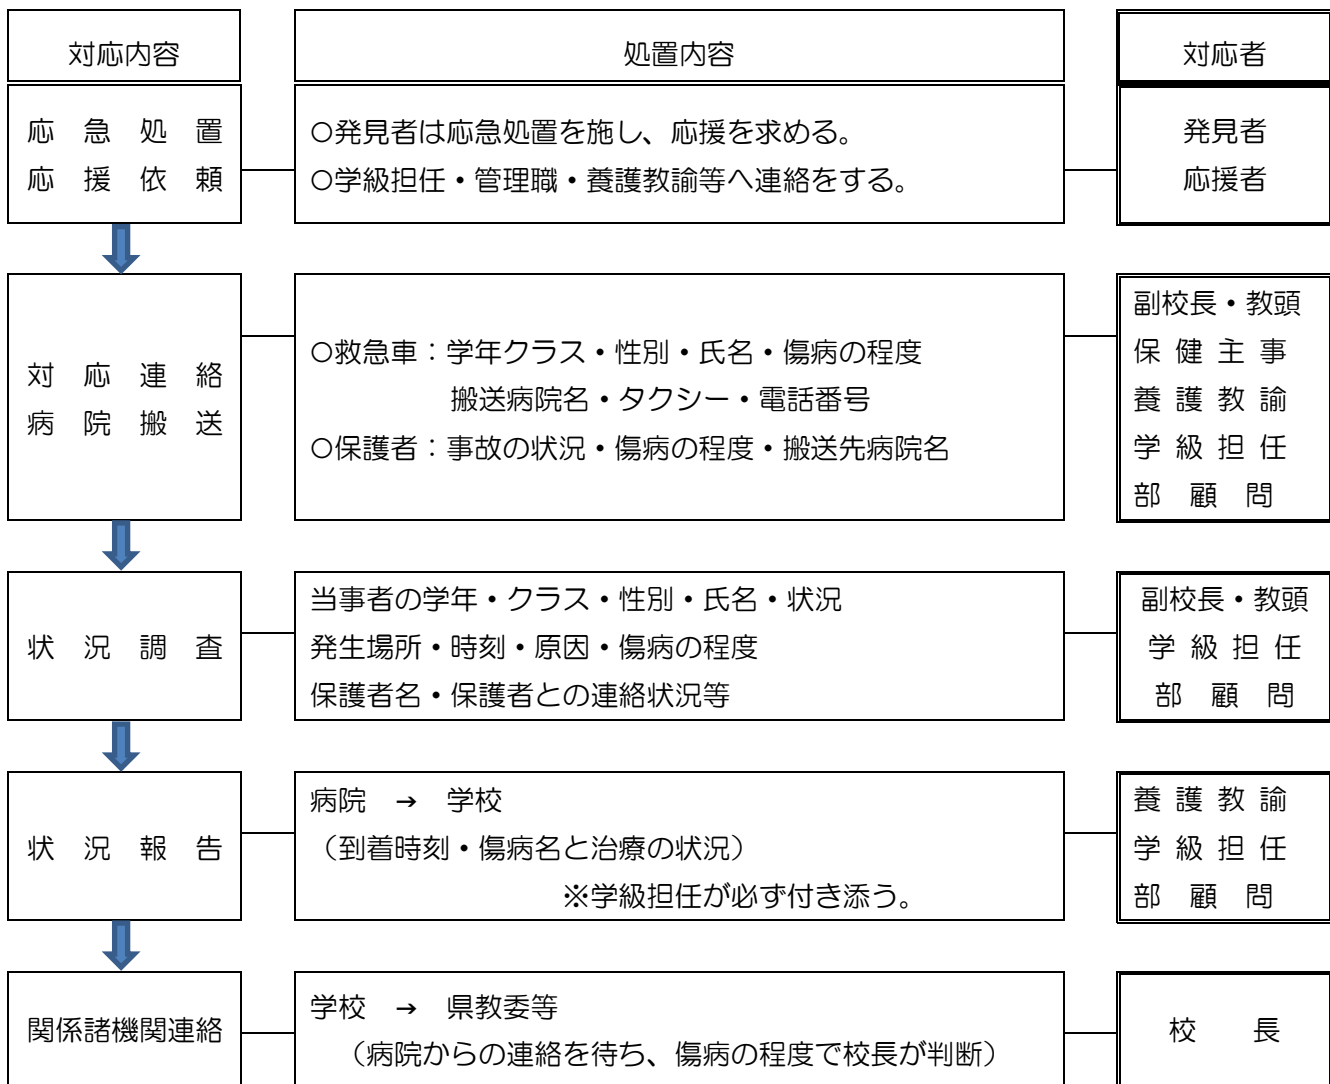 対応内容
処置内容
対応者
応急処置
応援依頼
○発見者は応急処置を施し、応援を求める。
○学級担任・管理職・養護教諭等へ連絡をする。
発見者
応援者
対応連絡
病院搬送
○救急車：学年クラス・性別・氏名・傷病の程度
搬送病院名・タクシー・電話番号
○保護者：事故の状況・傷病の程度・搬送先病院名
副校長・教頭
保健主事
養護教諭
学級担任
部顧問
状況調査
当事者の学年・クラス・性別・氏名・状況
発生場所・時刻・原因・傷病の程度
保護者名・保護者との連絡状況等
副校長・教頭
学級担任
部顧問
状況報告
病院 → 学校
（到着時刻・傷病名と治療の状況）
※学級担任が必ず付き添う。
養護教諭
学級担任
部顧問
関係諸機関連絡
学校 → 県教委等
（病院からの連絡を待ち、傷病の程度で校長が判断）
校長